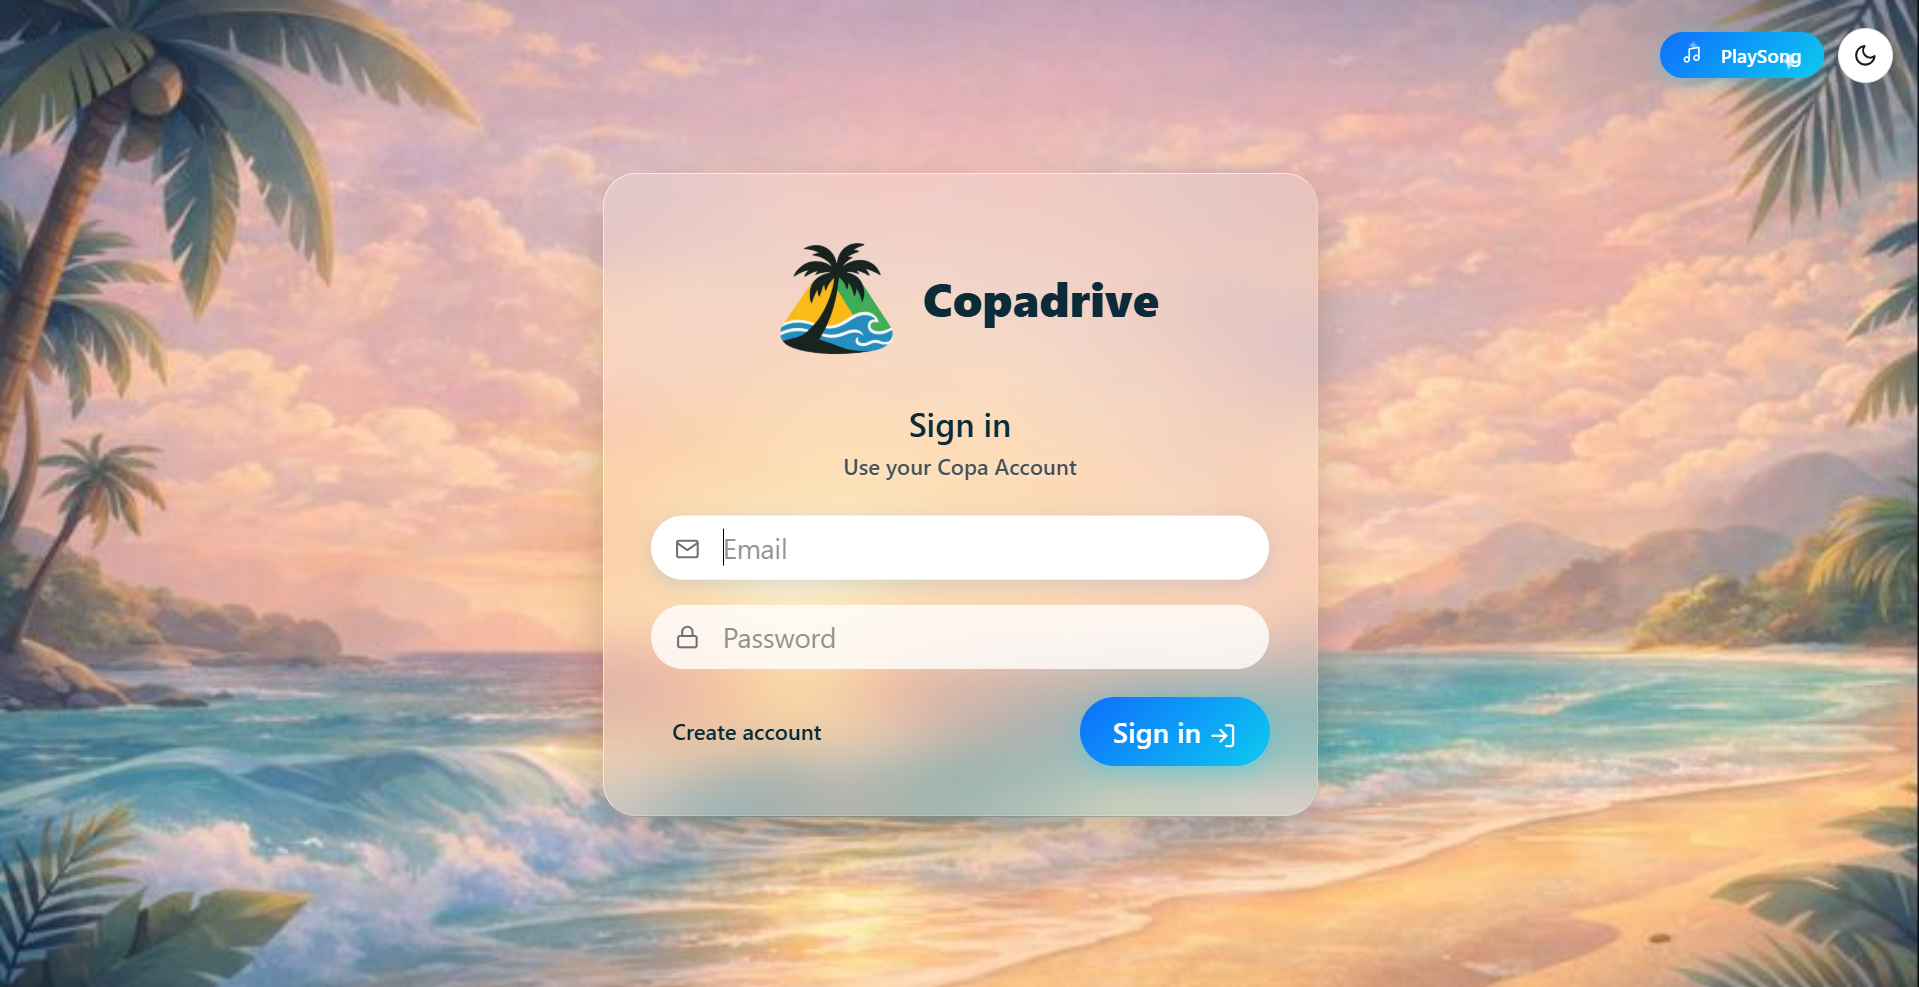 PlaySong
Copadrive
Sign in
Use your Copa Account
Email
Password
Create account
Sign in